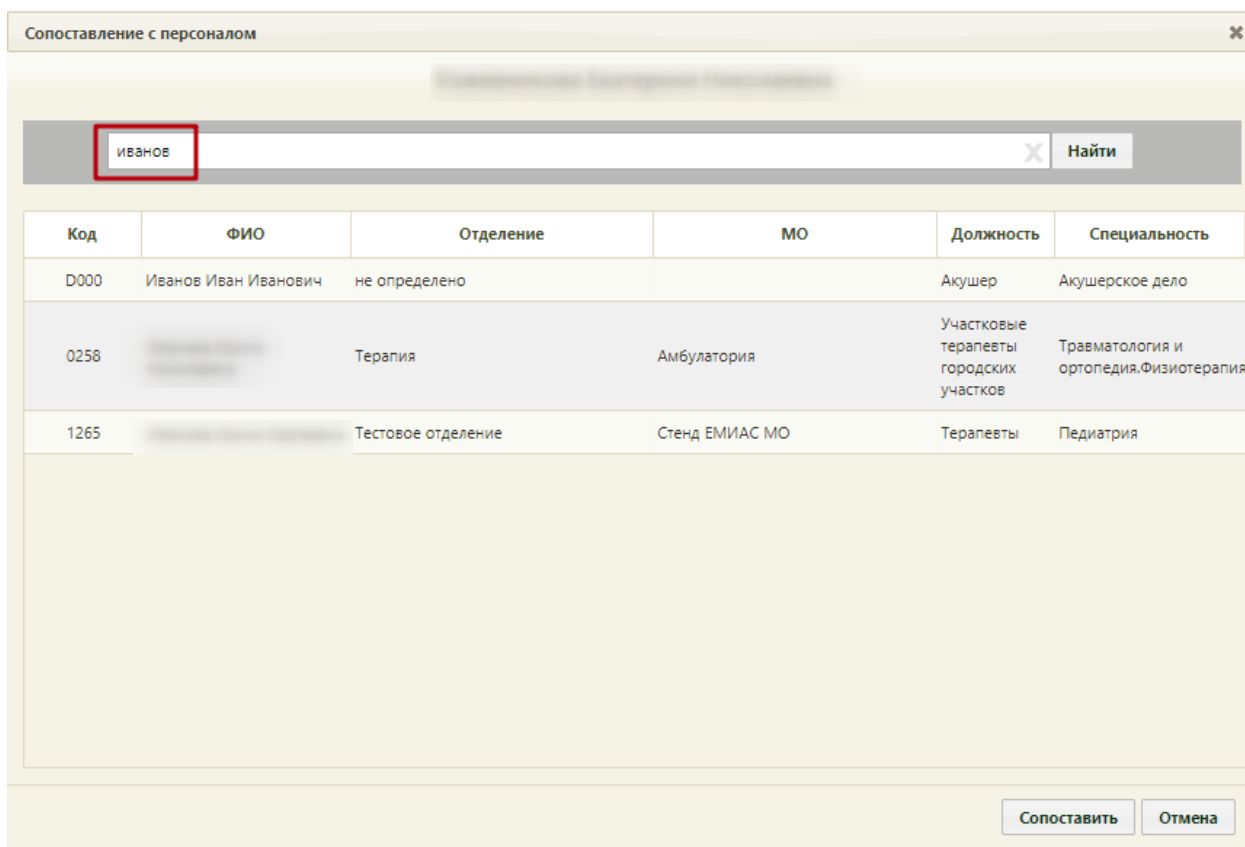 Сопоставление с персоналом
иванов
Найти
Код ФИО Отделение МО Должность Специальность
D000 Иванов Иван Иванович не определено Акушер Акушерское дело
0258 Терапия Амбулатория Участковые терапевты городских участков Травматология и ортопедия.Физиотерапия
1265 Тестовое отделение Стенд ЕМИАС МО Терапевты Педиатрия
Сопоставить Отмена